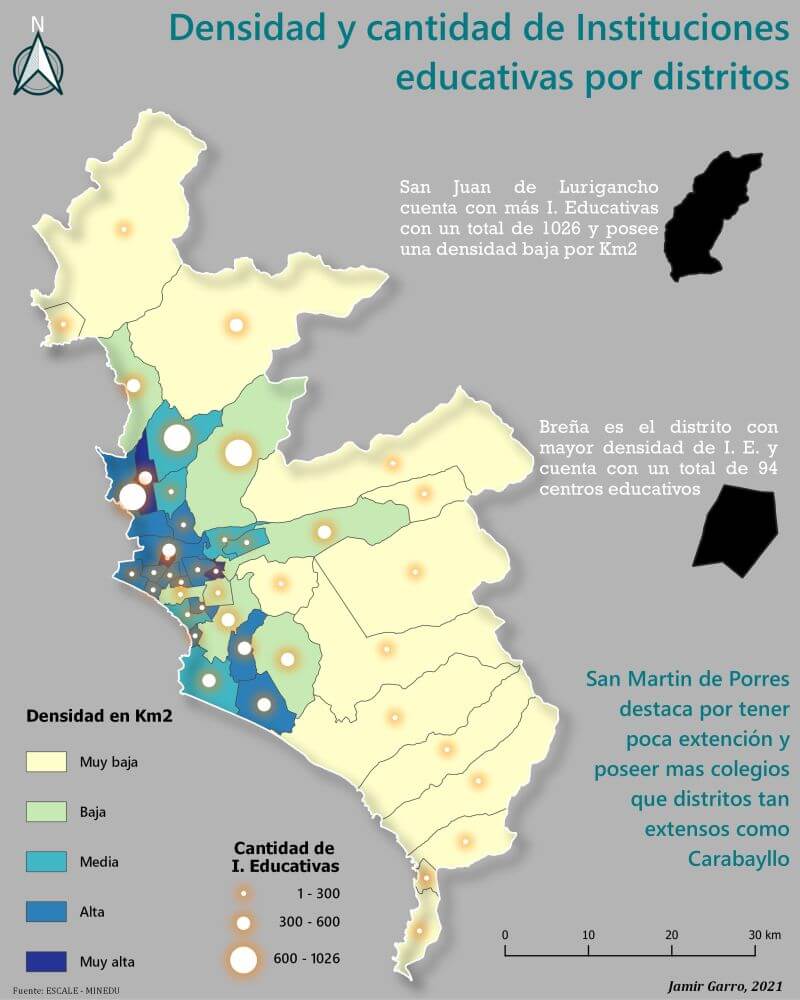 N
Densidad y cantidad de Instituciones
educativas por distritos
San Juan de Lurigancho
cuenta con más I. Educativas
con un total de 1026 y posee
una densidad baja por Km2
Breña es el distrito con
mayor densidad de I. E. y
cuenta con un total de 94
centros educativos
San Martin de Porres
destaca por tener
poca extención y
poseer mas colegios
que distritos tan
extensos como
Carabayllo
Densidad en Km2
Muy baja
Baja
Media
Alta
Muy alta
Cantidad de
I. Educativas
1 - 300
300 - 600
600 - 1026
0 10 20 30 km
Fuente: ESCALE - MINEDU
Jamir Garro, 2021